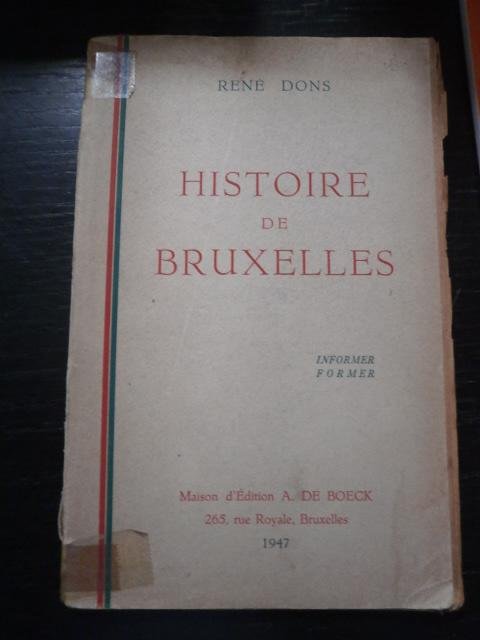 RENÉ DONS
HISTOIRE
DE
BRUXELLES
INFORMER
FORMER
Maison d'Édition A. DE BOECK
265, rue Royale, Bruxelles
1947